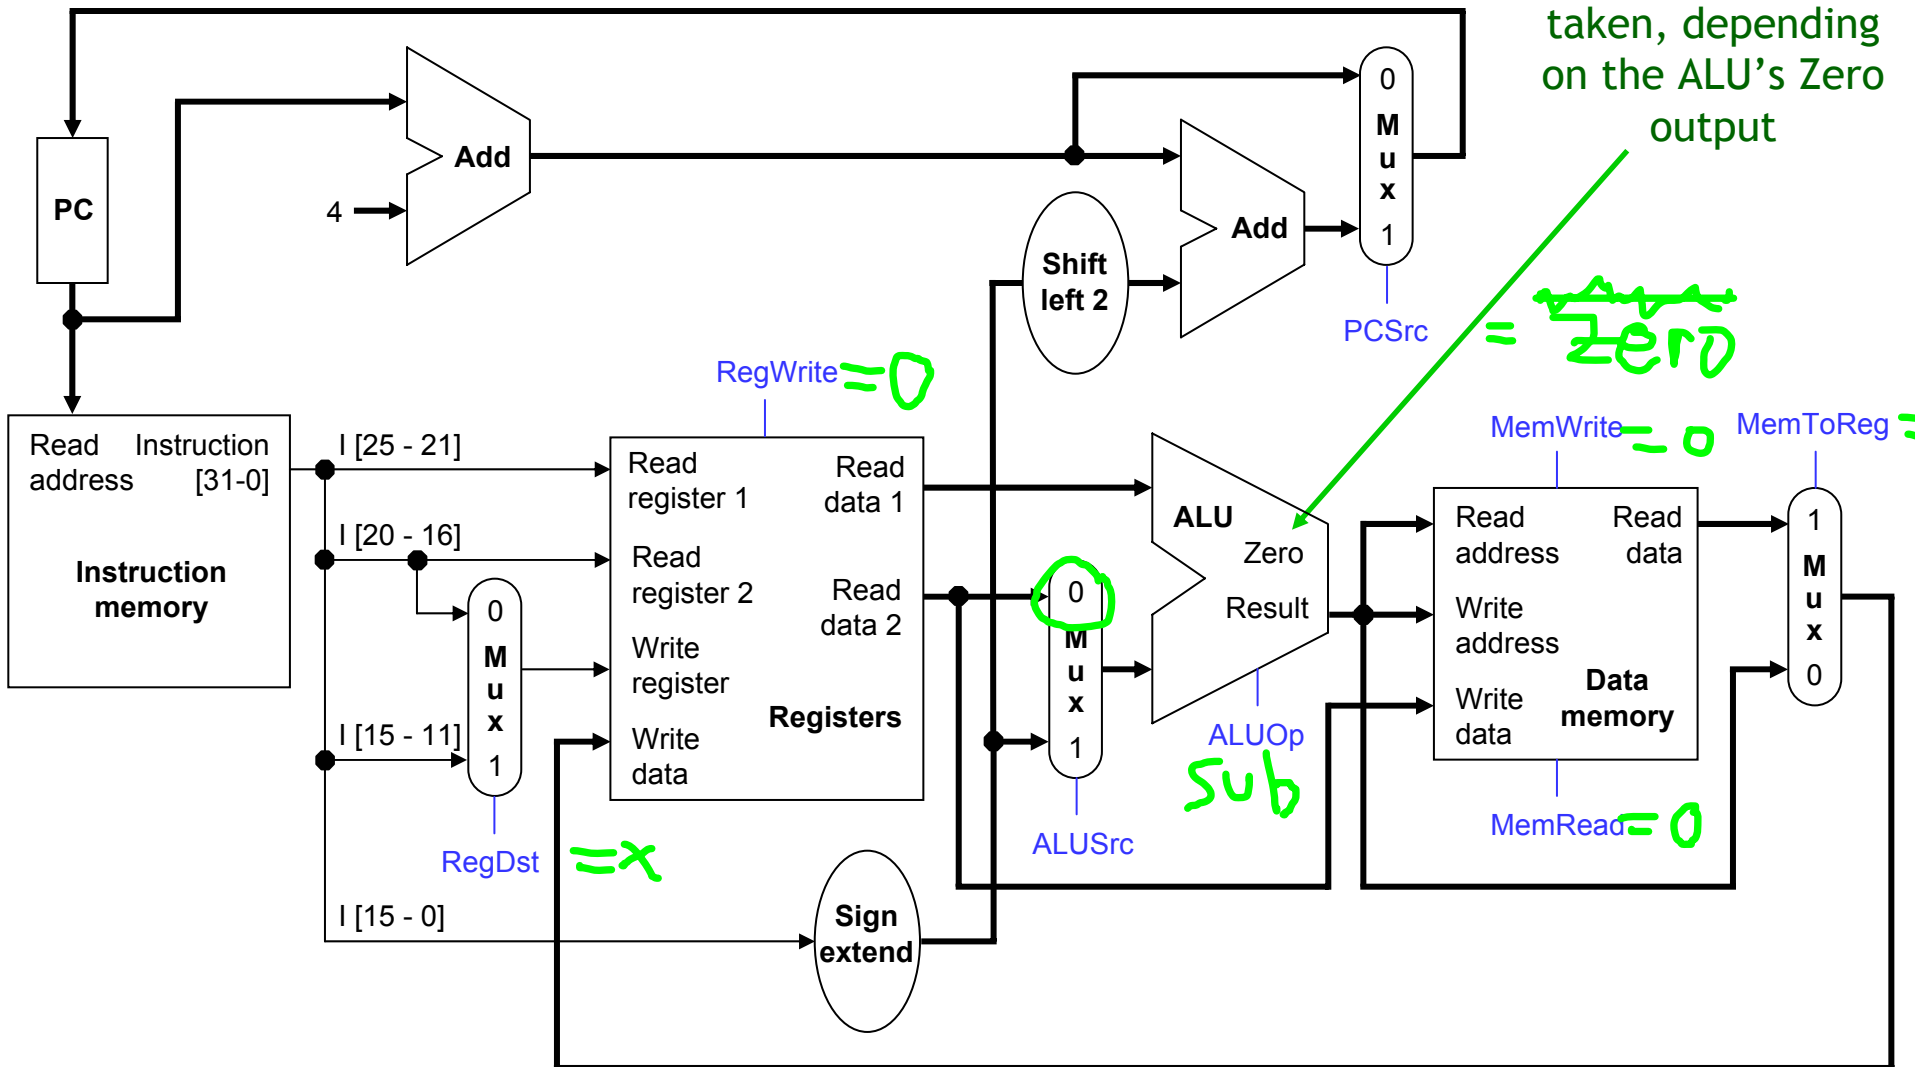 taken, depending
on the ALU’s Zero
output
0
M
u
x
1
PCSrc
= Zero
Add
4
PC
Add
Shift
left 2
RegWrite =0
MemWrite =0
MemToReg =
Read address
Instruction [31-0]
Instruction
memory
I [25 - 21]
I [20 - 16]
I [15 - 11]
I [15 - 0]
0
M
u
x
1
RegDst =x
Read
register 1
Read
data 1
Read
register 2
Read
data 2
Write
register
Registers
Write
data
Sign
extend
0
M
u
x
1
ALUSrc
ALU
Zero
Result
ALUOp
sub
Read
address
Read
data
Write
address
Write
data
Data
memory
MemRead =0
1
M
u
x
0